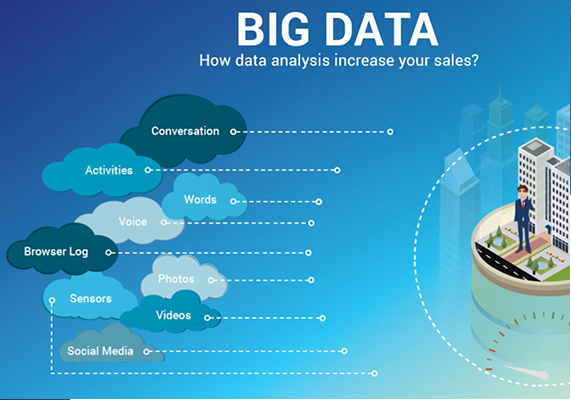 BIG DATA
How data analysis increase your sales?
Conversation
Activities
Words
Voice
Browser Log
Photos
Sensors
Videos
Social Media